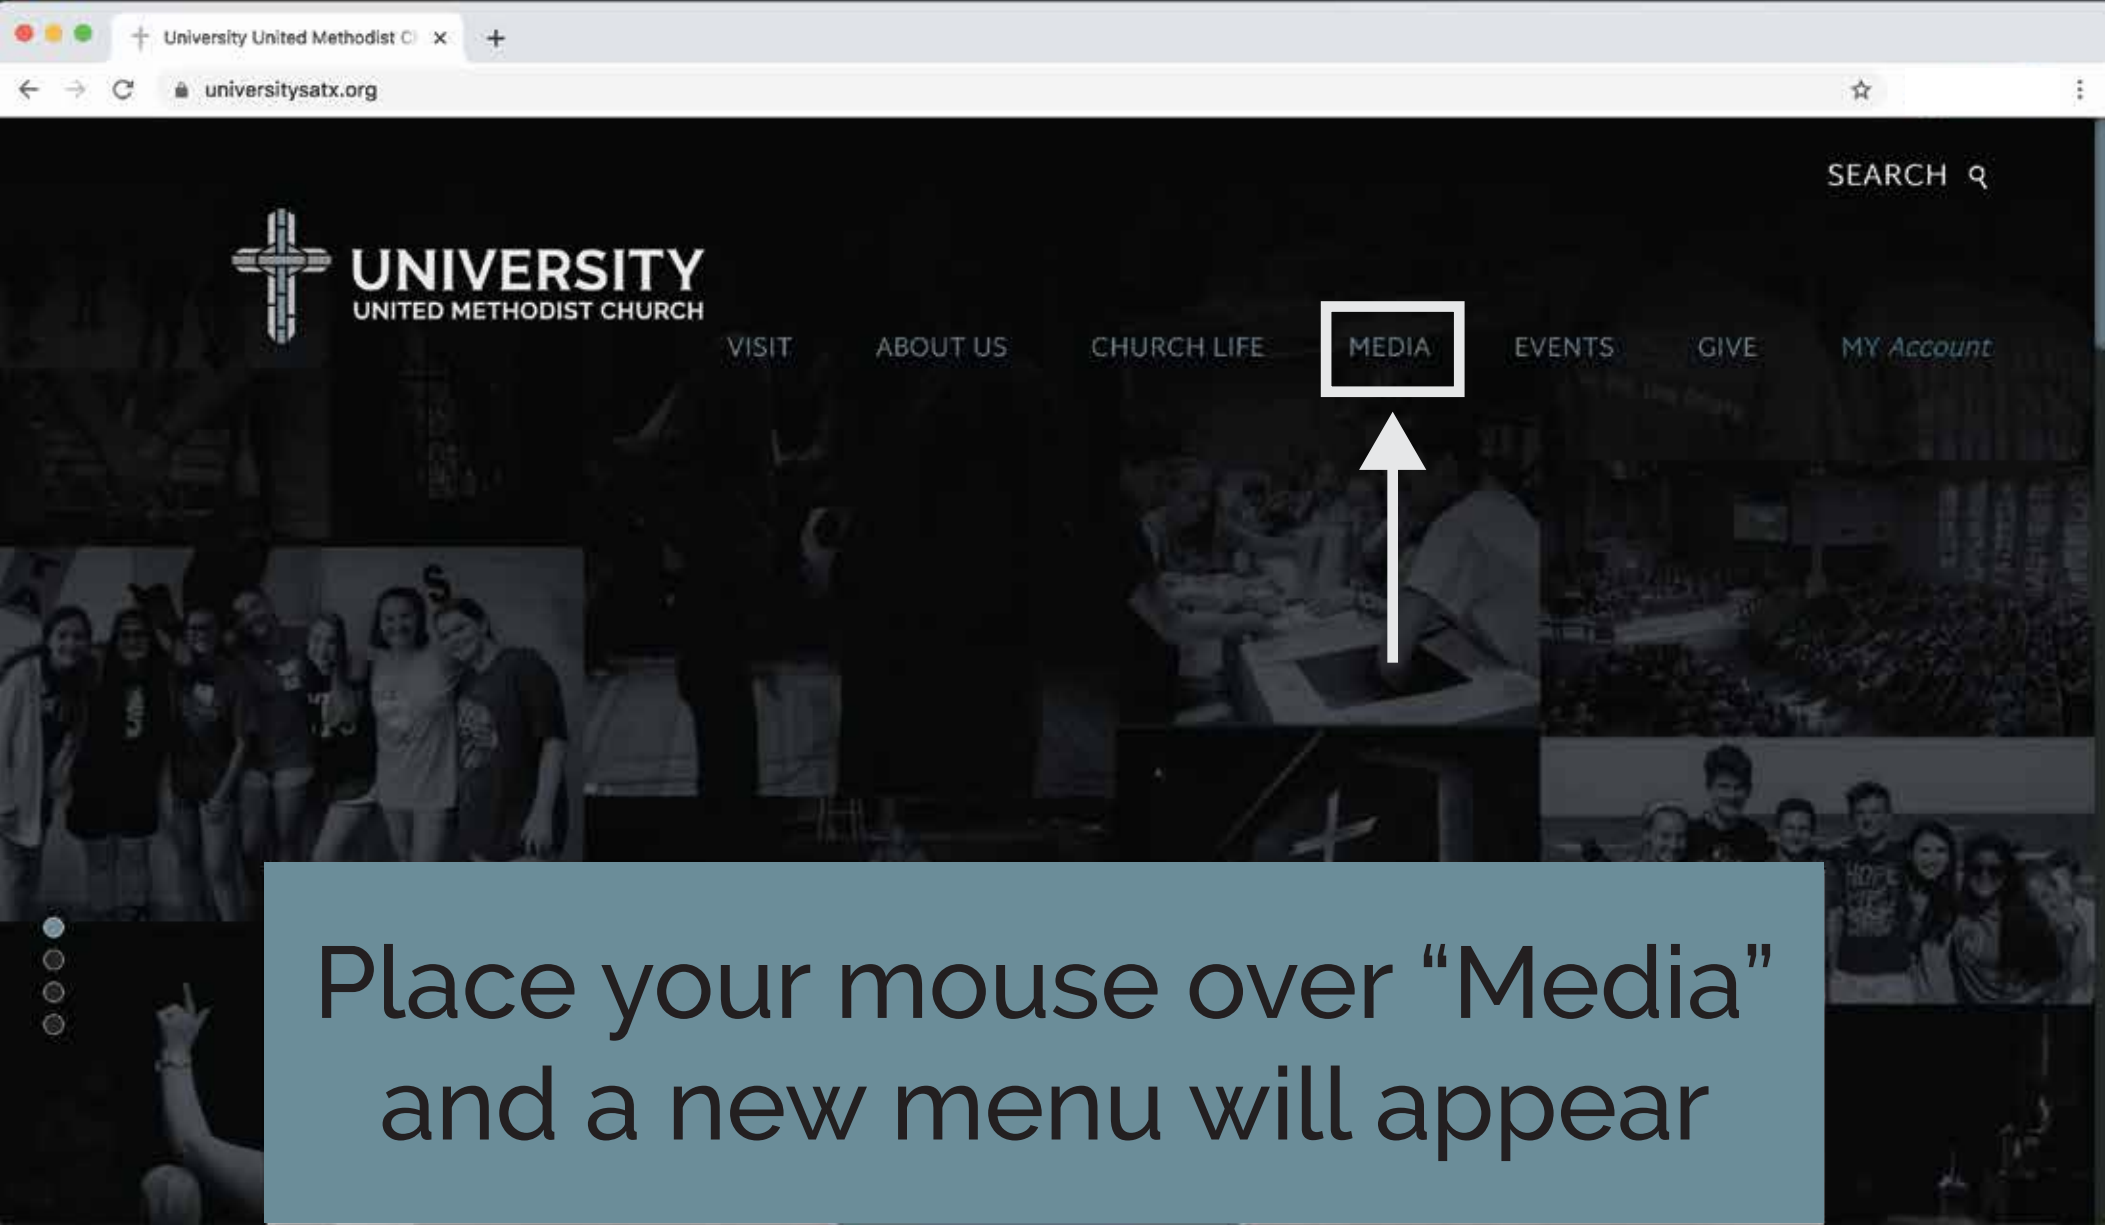 University United Methodist C
universitysatx.org
SEARCH
UNIVERSITY
UNITED METHODIST CHURCH
VISIT ABOUT US CHURCH LIFE MEDIA EVENTS GIVE MY Account
HOPE
Place your mouse over “Media”
and a new menu will appear